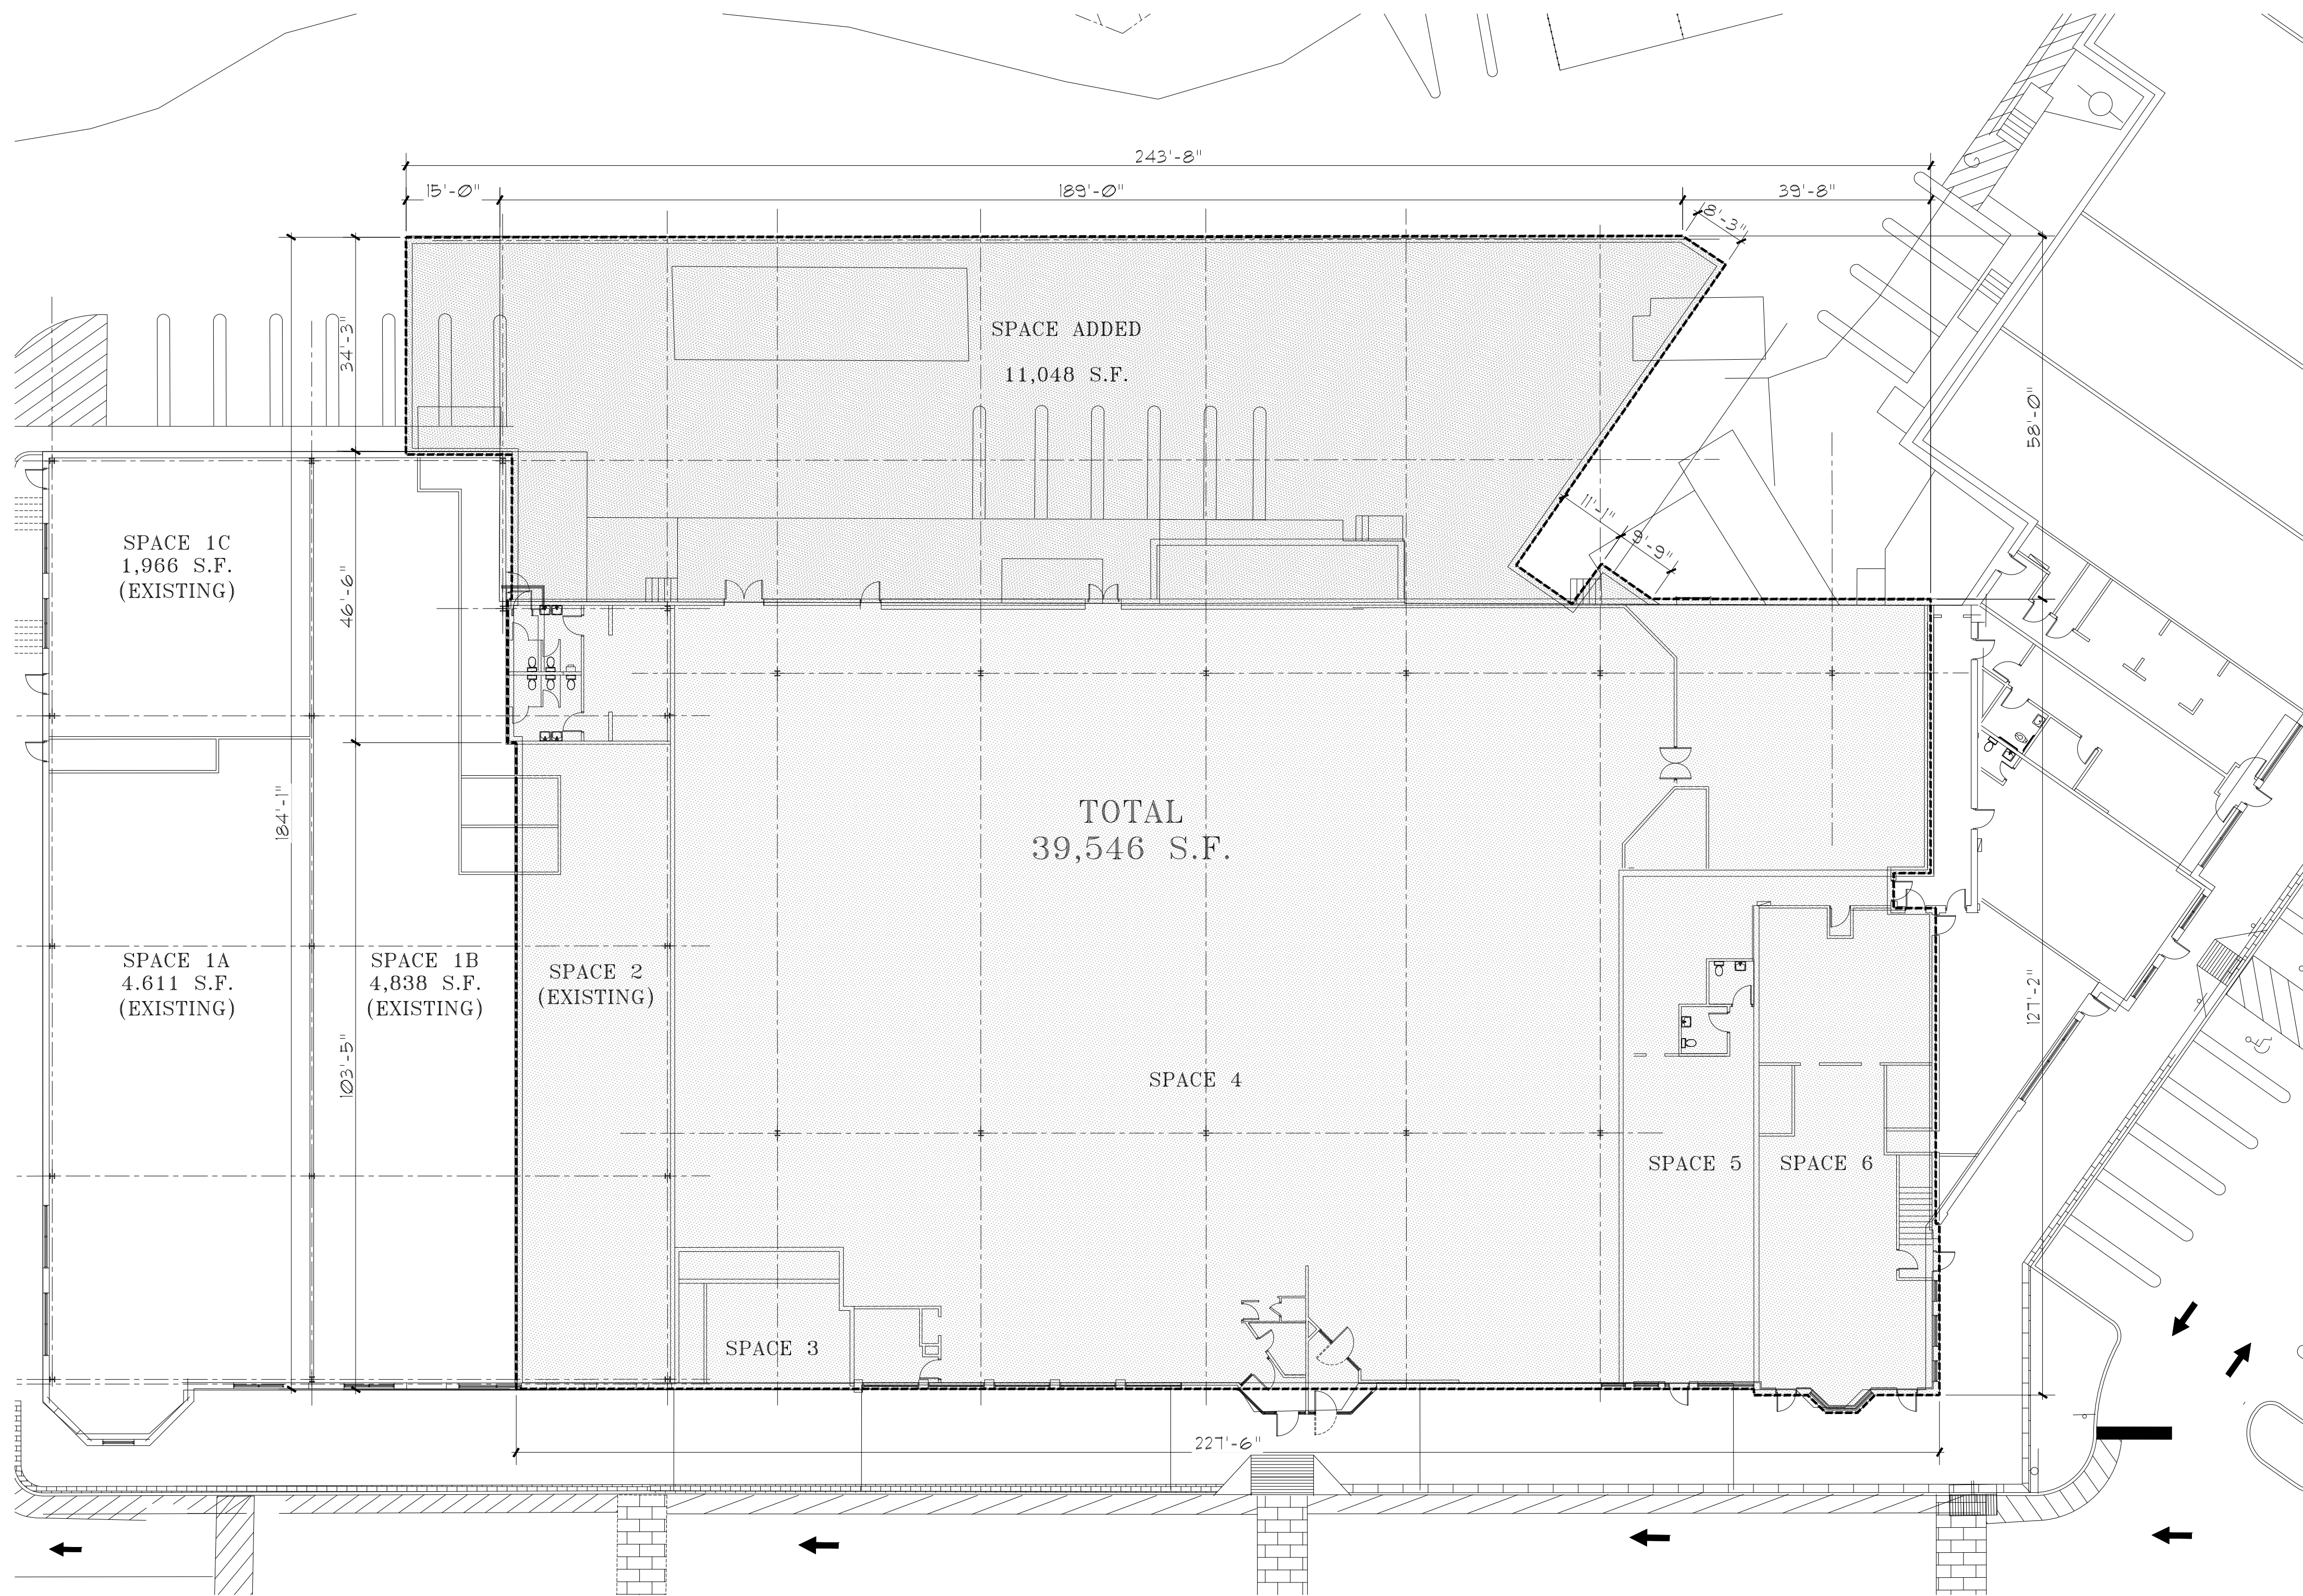 243'-8"
15'-0"
189'-0"
39'-8"
8'-3"
34'-3"
SPACE ADDED
11,048 S.F.
58'-0"
11'-1"
9'-9"
SPACE 1C
1,966 S.F.
(EXISTING)
46'-6"
184'-1"
TOTAL
39,546 S.F.
SPACE 1A
4.611 S.F.
(EXISTING)
SPACE 1B
4,838 S.F.
(EXISTING)
SPACE 2
(EXISTING)
127'-2"
103'-5"
SPACE 4
SPACE 5
SPACE 6
SPACE 3
227'-6"